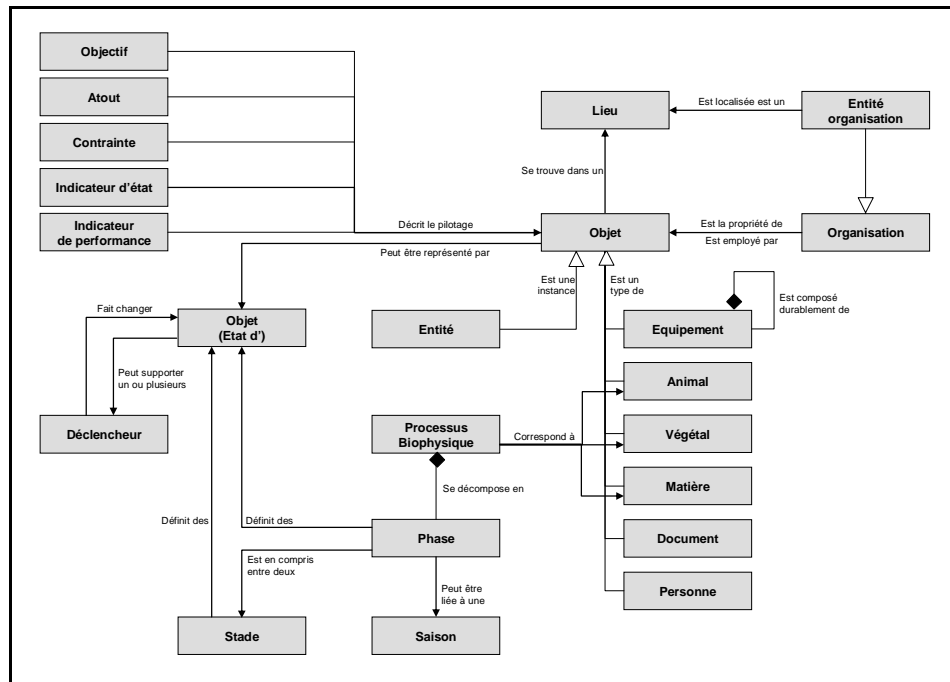 Objectif
Atout
Contrainte
Indicateur d'état
Indicateur
de performance
Lieu
Est localisée est un
Entité
organisation
Se trouve dans un
Décrit le pilotage
Objet
Est la propriété de
Est employé par
Organisation
Peut être représenté par
Est une
instance
Est un
type de
Fait changer
Objet
(Etat d')
Entité
Equipement
Est composé
durablement de
Peut supporter
un ou plusieurs
Animal
Déclencheur
Processus
Biophysique
Correspond à
Végétal
Se décompose en
Matière
Définit des
Définit des
Phase
Document
Est en compris
entre deux
Peut être
liée à une
Personne
Stade
Saison